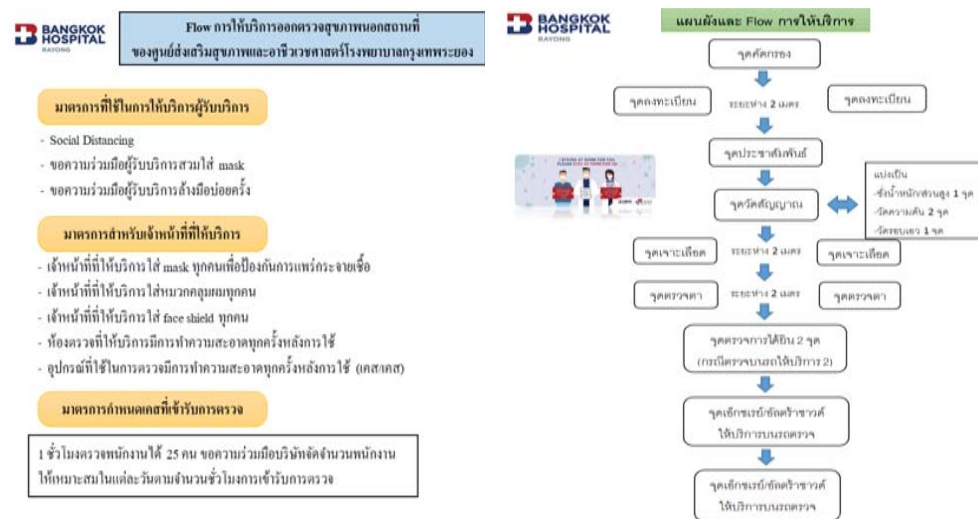 BANGKOK
HOSPITAL
RAYONG
Flow การให้บริการออกตรวจสุขภาพนอกสถานที่
ของศูนย์ส่งเสริมสุขภาพและอาชีวเวชศาสตร์โรงพยาบาลกรุงเทพระยอง
มาตรการที่ใช้ในการให้บริการผู้รับบริการ
- Social Distancing
- ขอความร่วมมือผู้รับบริการสวมใส่ mask
- ขอความร่วมมือผู้รับบริการล้างมือบ่อยครั้ง
มาตรการสำหรับเจ้าหน้าที่ที่ให้บริการ
- เจ้าหน้าที่ที่ให้บริการใส่ mask ทุกคนเพื่อป้องกันการแพร่กระจายเชื้อ
- เจ้าหน้าที่ที่ให้บริการใส่หมวกคลุมผมทุกคน
- เจ้าหน้าที่ที่ให้บริการใส่ face shield ทุกคน
- ห้องตรวจที่ให้บริการมีการทำความสะอาดทุกครั้งหลังการใช้
- อุปกรณ์ที่ใช้ในการตรวจมีการทำความสะอาดทุกครั้งหลังการใช้ (เคส/เคส)
มาตรการกำหนดเคสที่เข้ารับการตรวจ
1 ชั่วโมงตรวจพนักงานได้ 25 คน ขอความร่วมมือบริษัทจัดจำนวนพนักงาน
ให้เหมาะสมในแต่ละวันตามจำนวนชั่วโมงการเข้ารับการตรวจ
BANGKOK
HOSPITAL
RAYONG
แผนผังและ Flow การให้บริการ
จุดคัดกรอง
จุดลงทะเบียน
ระยะห่าง 2 เมตร
จุดลงทะเบียน
จุดประชาสัมพันธ์
จุดวัดสัญญาณ
แบ่งเป็น
-ชั่งน้ำหนักส่วนสูง 1 จุด
-วัดความดัน 2 จุด
-วัดรอบเอว 1 จุด
จุดเจาะเลือด
ระยะห่าง 2 เมตร
จุดเจาะเลือด
จุดตรวจตา
ระยะห่าง 2 เมตร
จุดตรวจตา
จุดตรวจการได้ยิน 2 จุด
(กรณีตรวจบนรถให้บริการ 2)
จุดเอ็กซเรย์/อัลตร้าซาวด์
ให้บริการบนรถตรวจ
จุดเอ็กซเรย์/อัลตร้าซาวด์
ให้บริการบนรถตรวจ